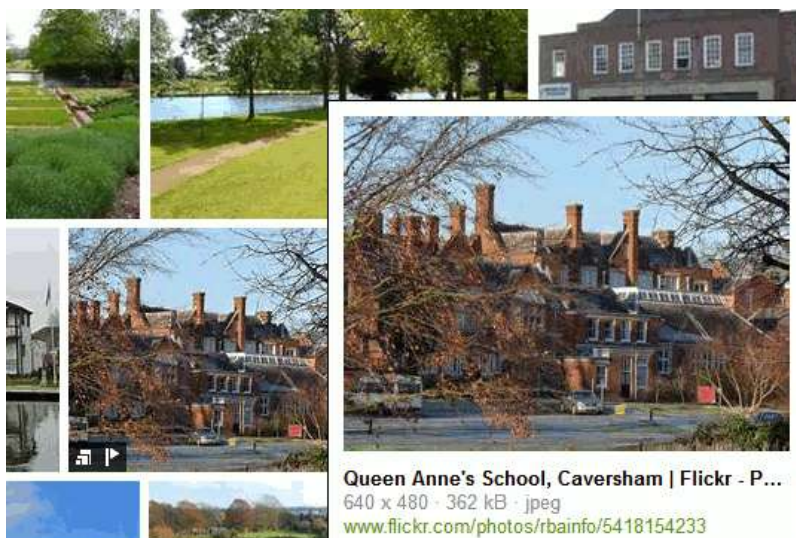 Queen Anne's School, Caversham | Flickr - P...
640 x 480 · 362 kB · jpeg
www.flickr.com/photos/rbainfo/5418154233